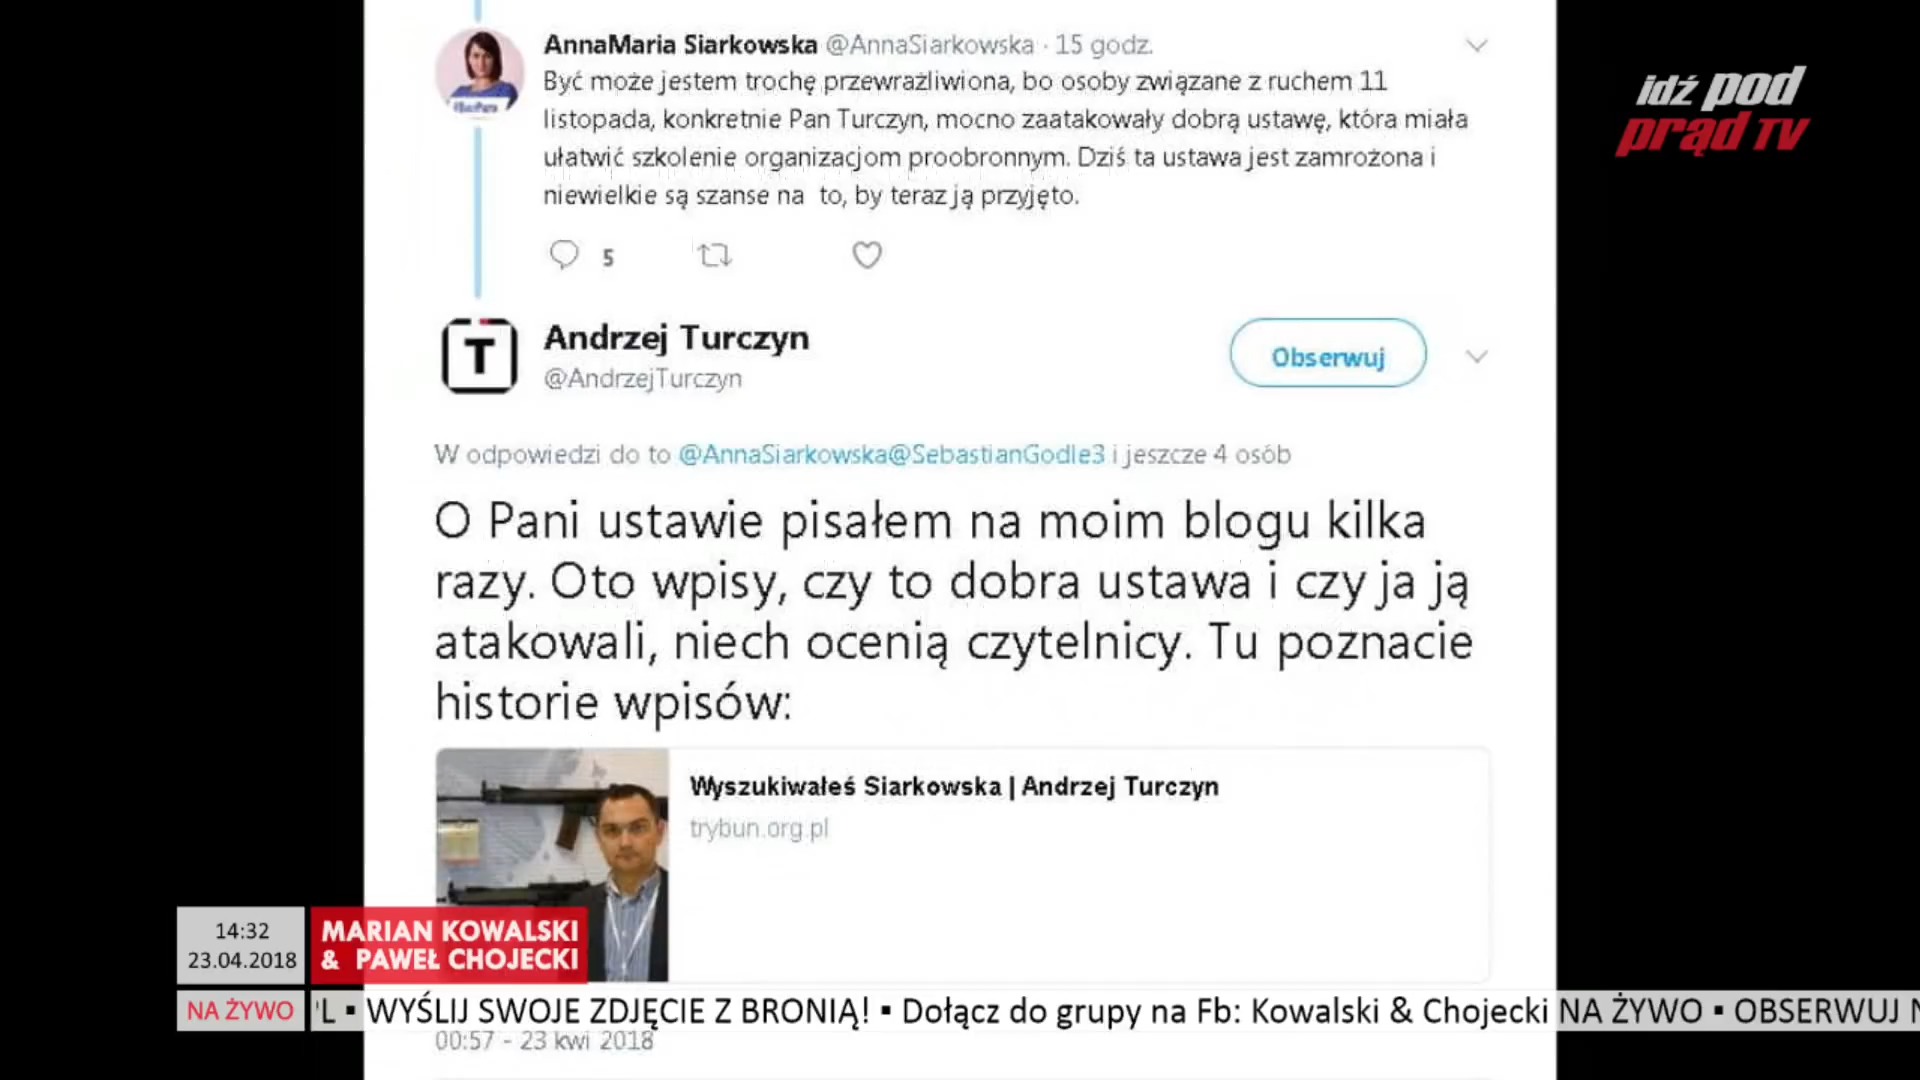 AnnaMaria Siarkowska @AnnaSiarkowska · 15 godz.
Być może jestem trochę przewrażliwiona, bo osoby związane z ruchem 11
listopada, konkretnie Pan Turczyn, mocno zaatakowały dobrą ustawę, która miała
ułatwić szkolenie organizacjom proobronnym. Dziś ta ustawa jest zamrożona i
niewielkie są szanse na to, by teraz ją przyjęto.
5
idź pod
prąd TV
T
Andrzej Turczyn
@AndrzejTurczyn
Obserwuj
W odpowiedzi do to @AnnaSiarkowska@SebastianGodle3 i jeszcze 4 osób
O Pani ustawie pisałem na moim blogu kilka
razy. Oto wpisy, czy to dobra ustawa i czy ja ją
atakowali, niech ocenią czytelnicy. Tu poznacie
historie wpisów:
Wyszukiwałeś Siarkowska | Andrzej Turczyn
trybun.org.pl
14:32
23.04.2018
MARIAN KOWALSKI
& PAWEŁ CHOJECKI
NA ŻYWO
'L ▪ WYŚLIJ SWOJE ZDJĘCIE Z BRONIĄ! ▪ Dołącz do grupy na Fb: Kowalski & Chojecki NA ŻYWO ▪ OBSERWUJ N
00:57 - 23 kwi 2018